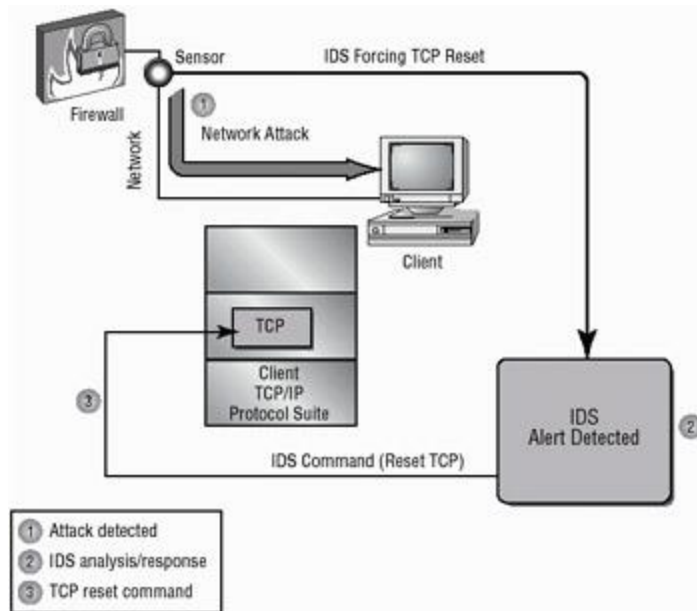 Sensor
IDS Forcing TCP Reset
Firewall
1
Network Attack
Network
Client
TCP
Client
TCP/IP
Protocol Suite
3
IDS
Alert Detected
2
IDS Command (Reset TCP)
1 Attack detected
2 IDS analysis/response
3 TCP reset command